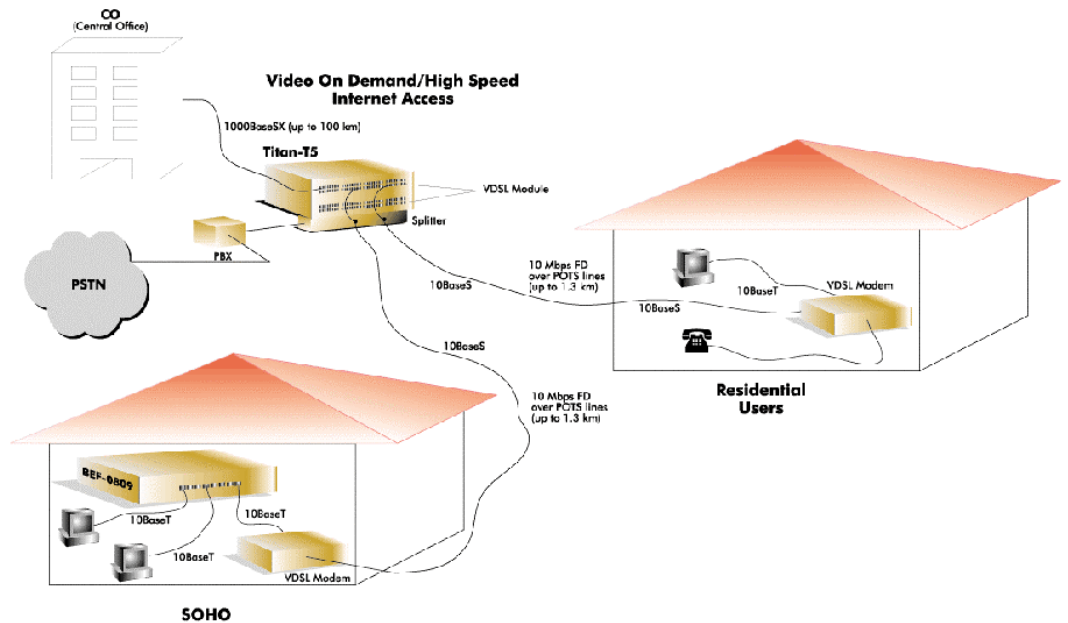 CO
(Central Office)
Video On Demand/High Speed
Internet Access
1000BaseSX (up to 100 km)
Titan-T5
VDSL Module
Splitter
PBX
PSTN
10BaseS
10 Mbps FD
over POTS lines
(up to 1.3 km)
10BaseS
10BaseT
VDSL Modem
Residential
Users
10BaseS
10 Mbps FD
over POTS lines
(up to 1.3 km)
BEF-0809
10BaseT
10BaseT
10BaseT
VDSL Modem
SOHO